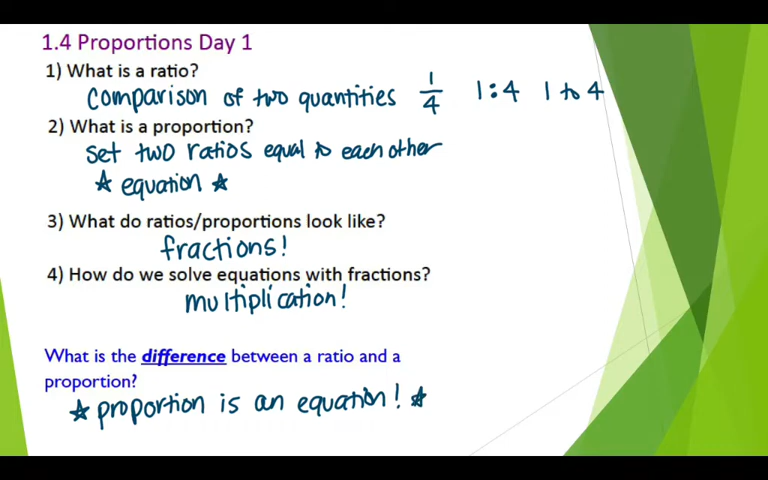 1.4 Proportions Day 1
1) What is a ratio?
comparison of two quantities 1/4 1:4 1 to 4
2) What is a proportion?
set two ratios equal to each other
☆ equation ☆
3) What do ratios/proportions look like?
fractions!
4) How do we solve equations with fractions?
multiplication!
What is the difference between a ratio and a
proportion?
☆ proportion is an equation! ☆